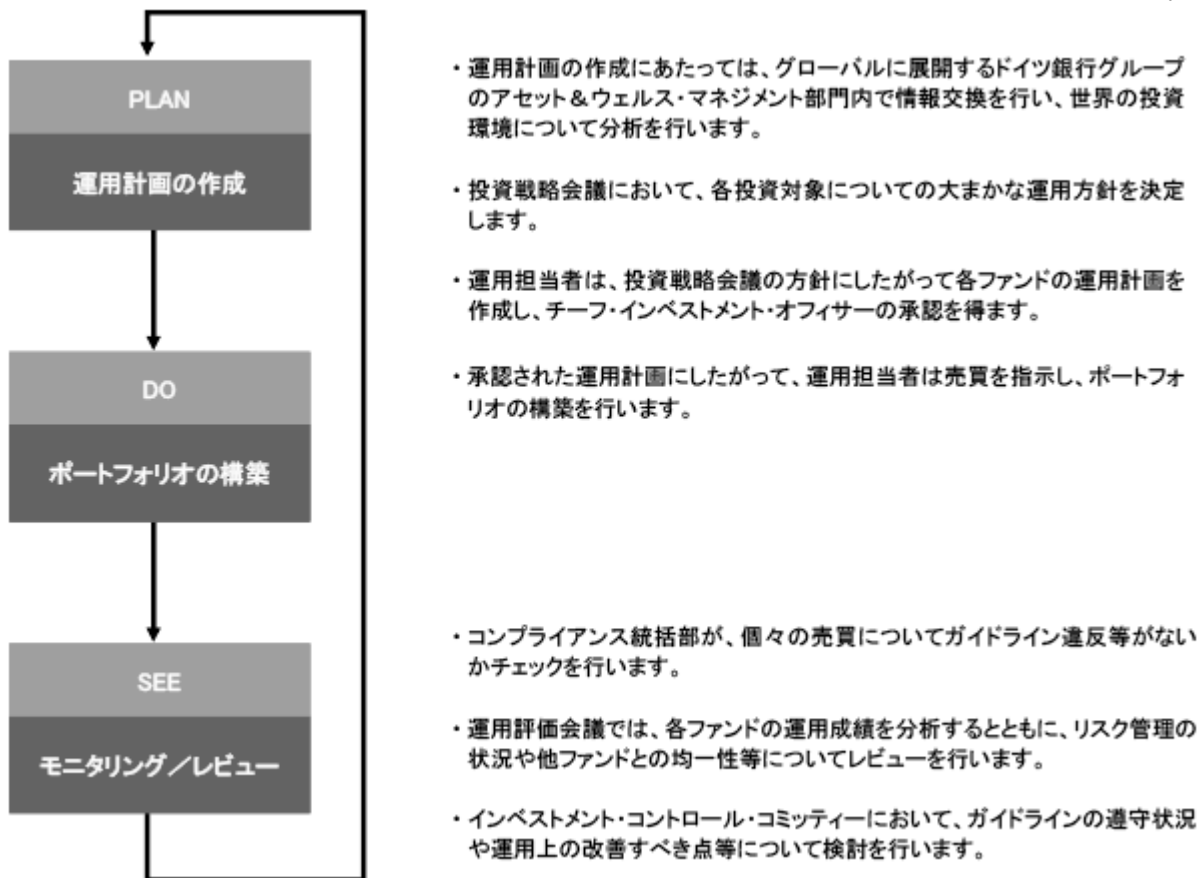 PLAN
運用計画の作成
・運用計画の作成にあたっては、グローバルに展開するドイツ銀行グループ
のアセット&ウェルス・マネジメント部門内で情報交換を行い、世界の投資
環境について分析を行います。
・投資戦略会議において、各投資対象についての大まかな運用方針を決定
します。
・運用担当者は、投資戦略会議の方針にしたがって各ファンドの運用計画を
作成し、チーフ・インベストメント・オフィサーの承認を得ます。
DO
ポートフォリオの構築
・承認された運用計画にしたがって、運用担当者は売買を指示し、ポートフォ
リオの構築を行います。
SEE
モニタリング／レビュー
・コンプライアンス統括部が、個々の売買についてガイドライン違反等がない
かチェックを行います。
・運用評価会議では、各ファンドの運用成績を分析するとともに、リスク管理の
状況や他ファンドとの均一性等についてレビューを行います。
・インベストメント・コントロール・コミッティーにおいて、ガイドラインの遵守状況
や運用上の改善すべき点等について検討を行います。